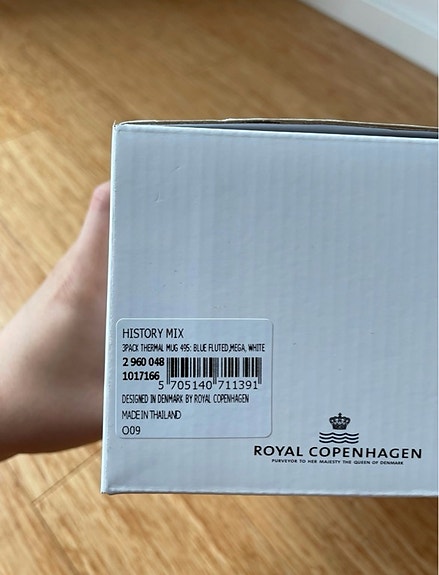 HISTORY MIX
3PACK THERMAL MUG 495: BLUE FLUTED,MEGA, WHITE
2 960 048
1017166
5 705140 711391
DESIGNED IN DENMARK BY ROYAL COPENHAGEN
MADE IN THAILAND
O09
ROYAL COPENHAGEN
PURVEYOR TO HER MAJESTY THE QUEEN OF DENMARK